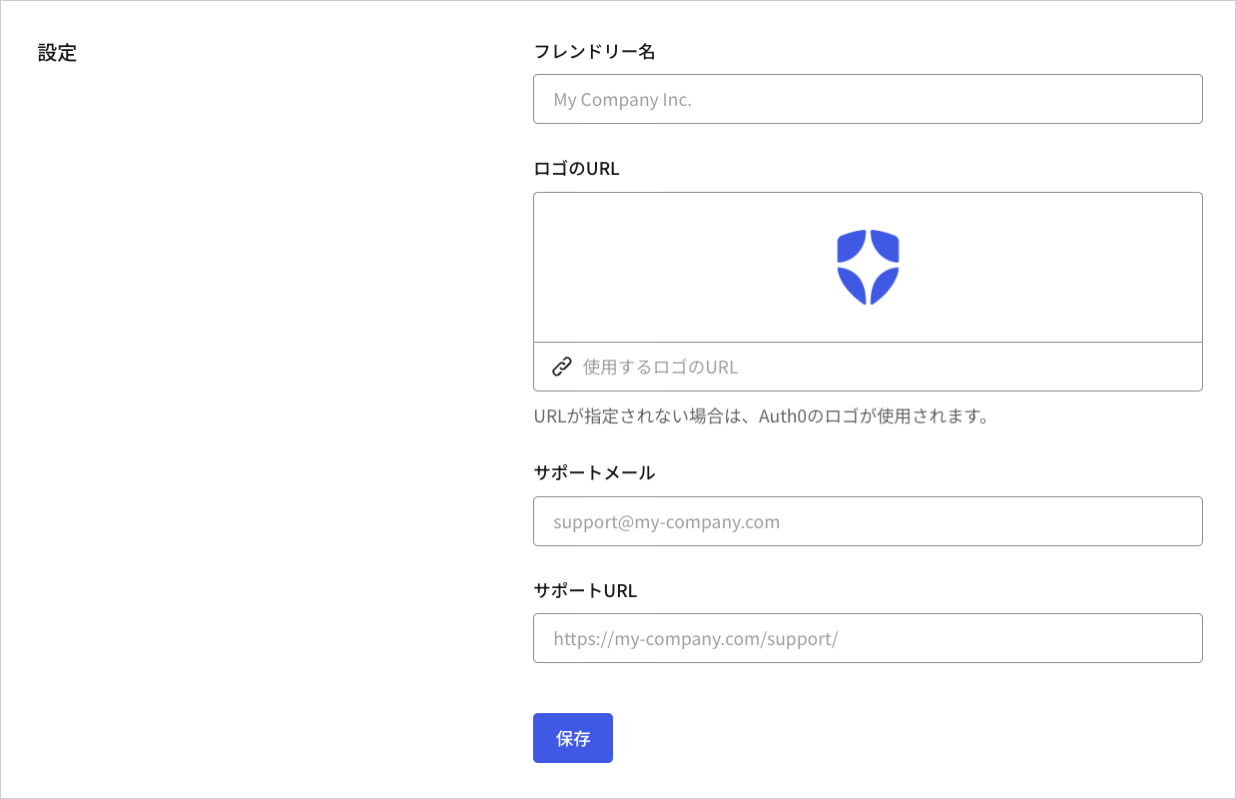 設定
フレンドリー名
My Company Inc.
ロゴのURL
使用するロゴのURL
URLが指定されない場合は、Auth0のロゴが使用されます。
サポートメール
support@my-company.com
サポートURL
https://my-company.com/support/
保存